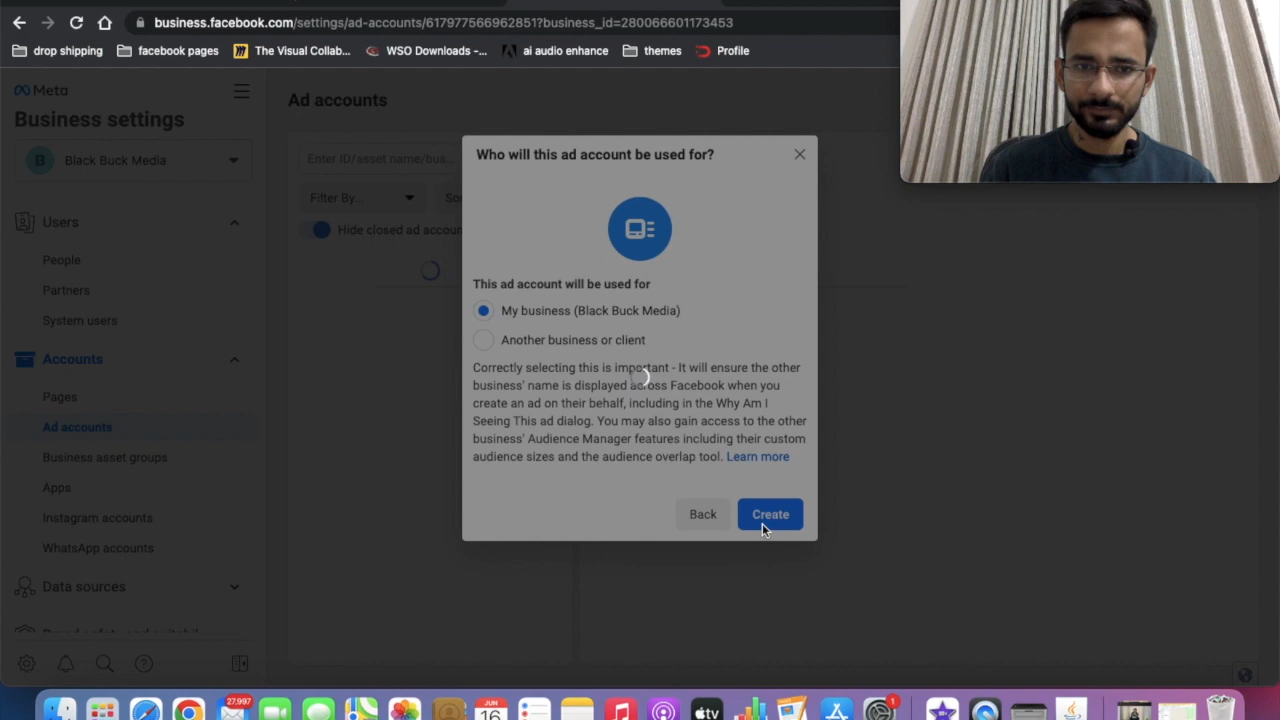 business.facebook.com/settings/ad-accounts/617977566962851?business_id=280066601173453
drop shipping
facebook pages
The Visual Collab...
WSO Downloads -...
ai audio enhance
themes
Profile
Meta
Business settings
B
Black Buck Media
Users
People
Partners
System users
Accounts
Pages
Ad accounts
Business asset groups
Apps
Instagram accounts
WhatsApp accounts
Data sources
Ad accounts
Enter ID/asset name/bus...
Filter By...
Hide closed ad accoun
Who will this ad account be used for?
This ad account will be used for
My business (Black Buck Media)
Another business or client
Correctly selecting this is important - It will ensure the other
business' name is displayed across Facebook when you
create an ad on their behalf, including in the Why Am I
Seeing This ad dialog. You may also gain access to the other
business' Audience Manager features including their custom
audience sizes and the audience overlap tool. Learn more
Back
Create
27,997
JUN
16
tv
1